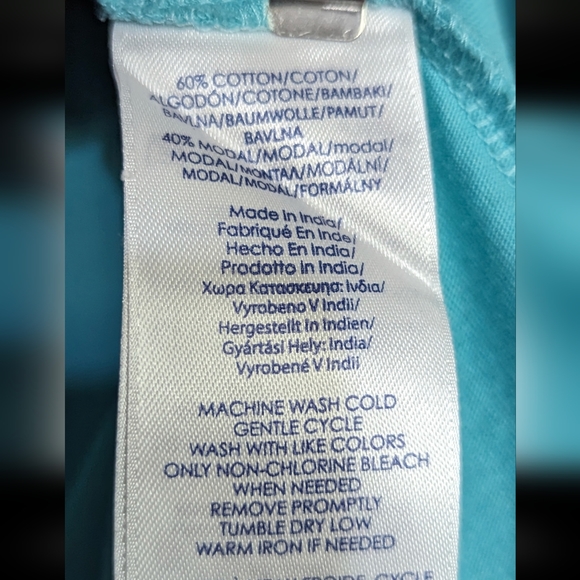 60% COTTON/COTON/
ALGODÓN/COTONE/BAMBAKI/
BAVLNA/BAUMWOLLE/PAMUT/
BAVLNA
40% MODAL/MODAL/modal/
MODAL/ΜΟΝΤΑΛ/MODÁLNÍ/
MODAL/MODAL/FORMÁLNY
Made In India/
Fabriqué En Inde/
Hecho En India/
Prodotto In India/
Χωρα Κατασκευης: Ινδια/
Vyrobeno V Indii/
Hergestellt in Indien/
Gyártási Hely: India/
Vyrobené V Indii
MACHINE WASH COLD
GENTLE CYCLE
WASH WITH LIKE COLORS
ONLY NON-CHLORINE BLEACH
WHEN NEEDED
REMOVE PROMPTLY
TUMBLE DRY LOW
WARM IRON IF NEEDED
CYCLE